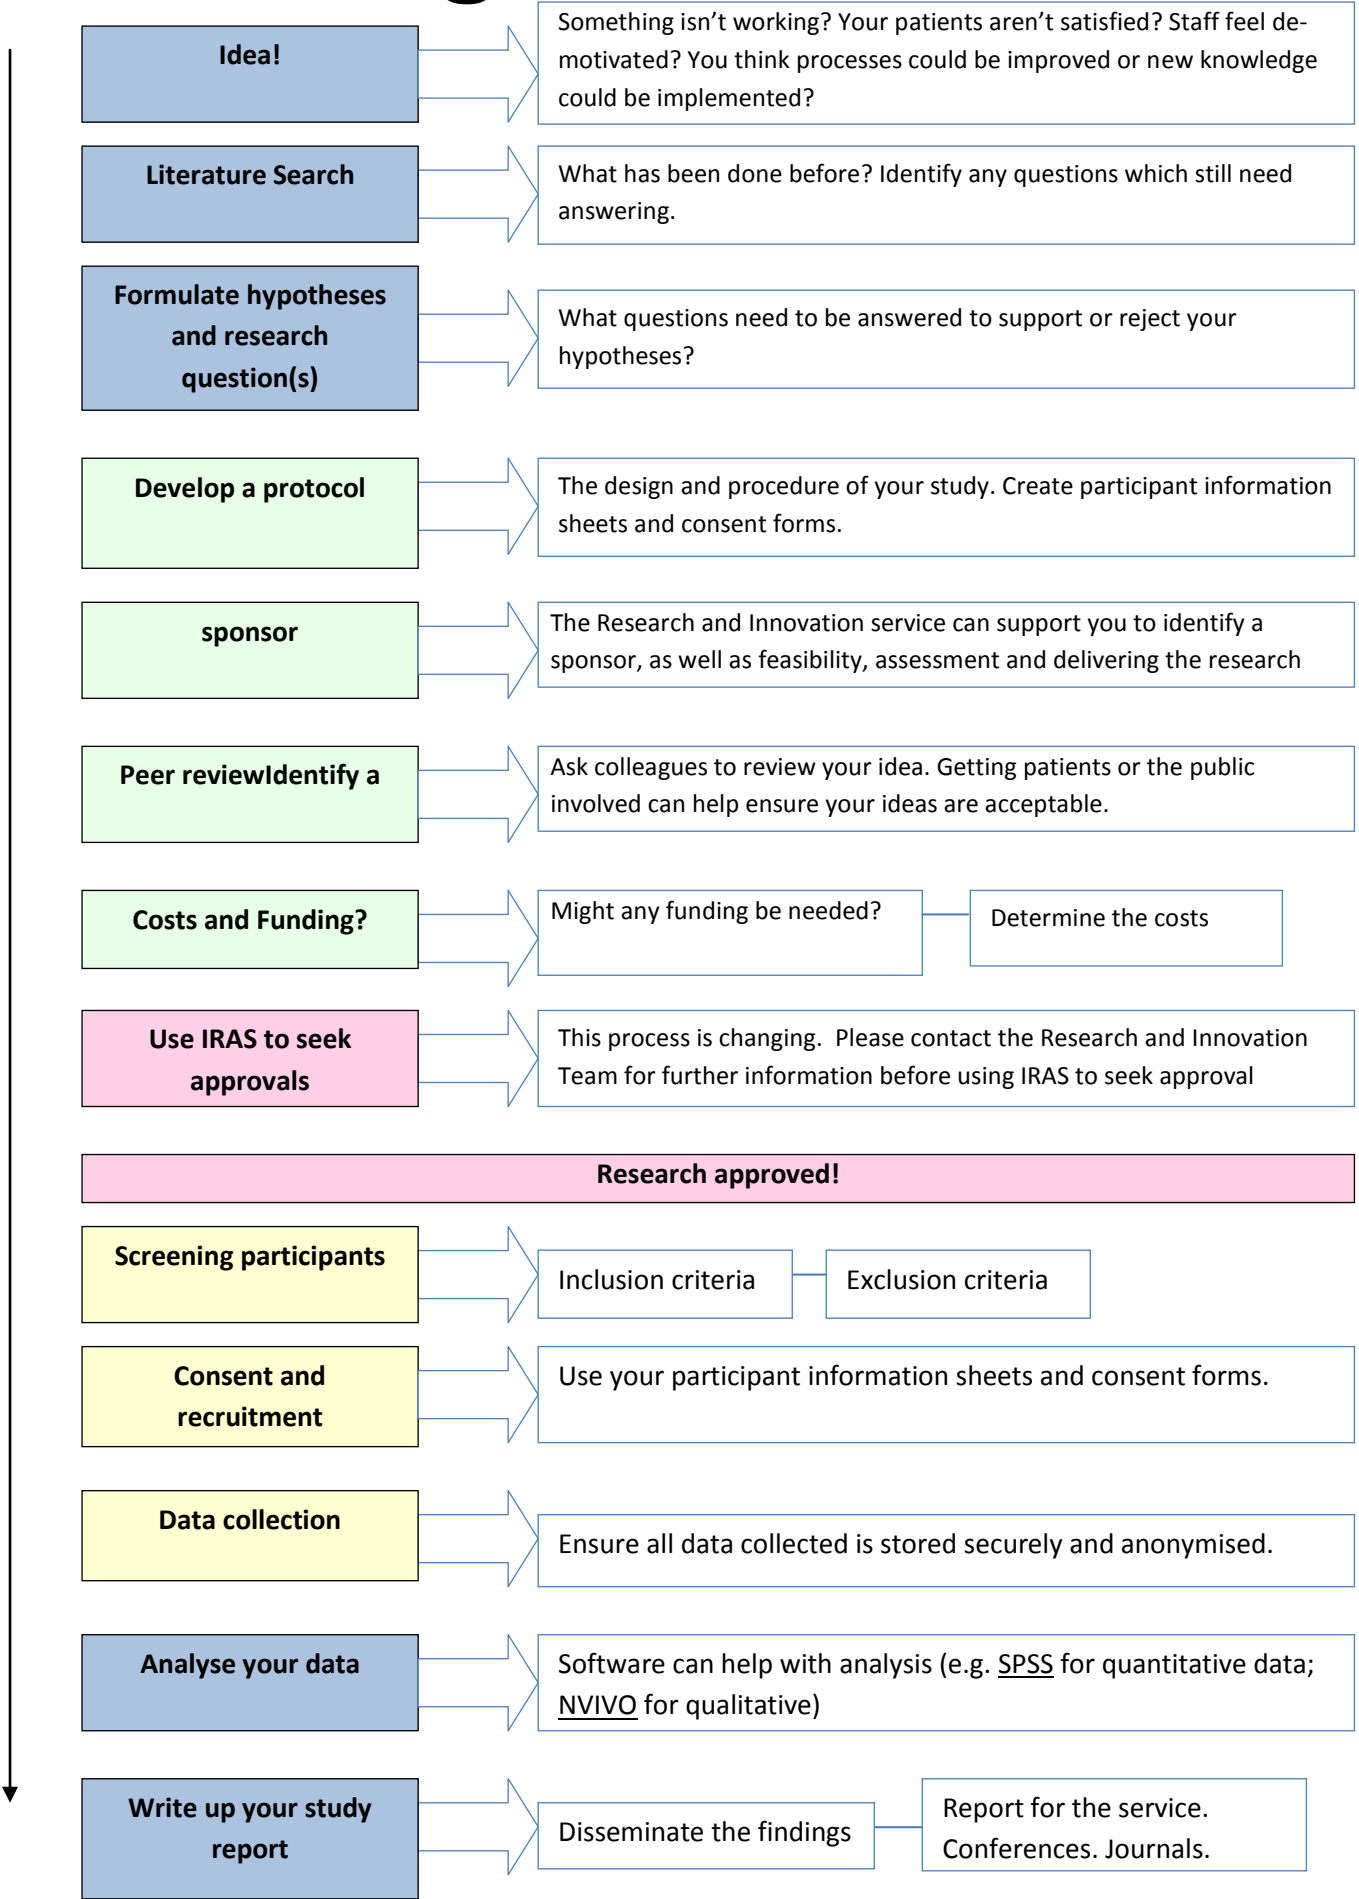 Idea!
Something isn’t working? Your patients aren’t satisfied? Staff feel de-
motivated? You think processes could be improved or new knowledge
could be implemented?
Literature Search
What has been done before? Identify any questions which still need
answering.
Formulate hypotheses
and research
question(s)
What questions need to be answered to support or reject your
hypotheses?
Develop a protocol
The design and procedure of your study. Create participant information
sheets and consent forms.
sponsor
The Research and Innovation service can support you to identify a
sponsor, as well as feasibility, assessment and delivering the research
Peer reviewIdentify a
Ask colleagues to review your idea. Getting patients or the public
involved can help ensure your ideas are acceptable.
Costs and Funding?
Might any funding be needed?
Determine the costs
Use IRAS to seek
approvals
This process is changing.  Please contact the Research and Innovation
Team for further information before using IRAS to seek approval
Research approved!
Screening participants
Inclusion criteria
Exclusion criteria
Consent and
recruitment
Use your participant information sheets and consent forms.
Data collection
Ensure all data collected is stored securely and anonymised.
Analyse your data
Software can help with analysis (e.g. SPSS for quantitative data;
NVIVO for qualitative)
Write up your study
report
Disseminate the findings
Report for the service.
Conferences. Journals.